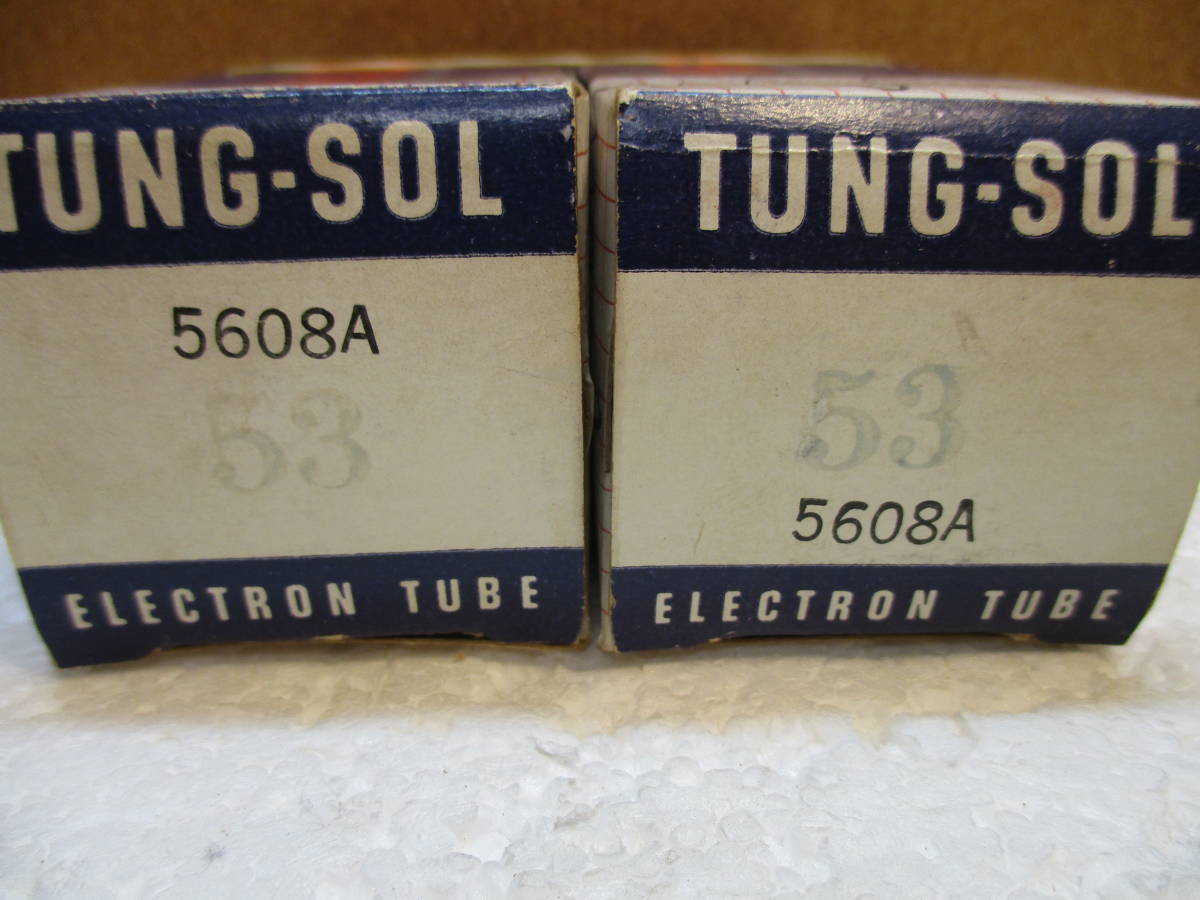 TUNG-SOL
5608A
53
ELECTRON TUBE
TUNG-SOL
53
5608A
ELECTRON TUBE